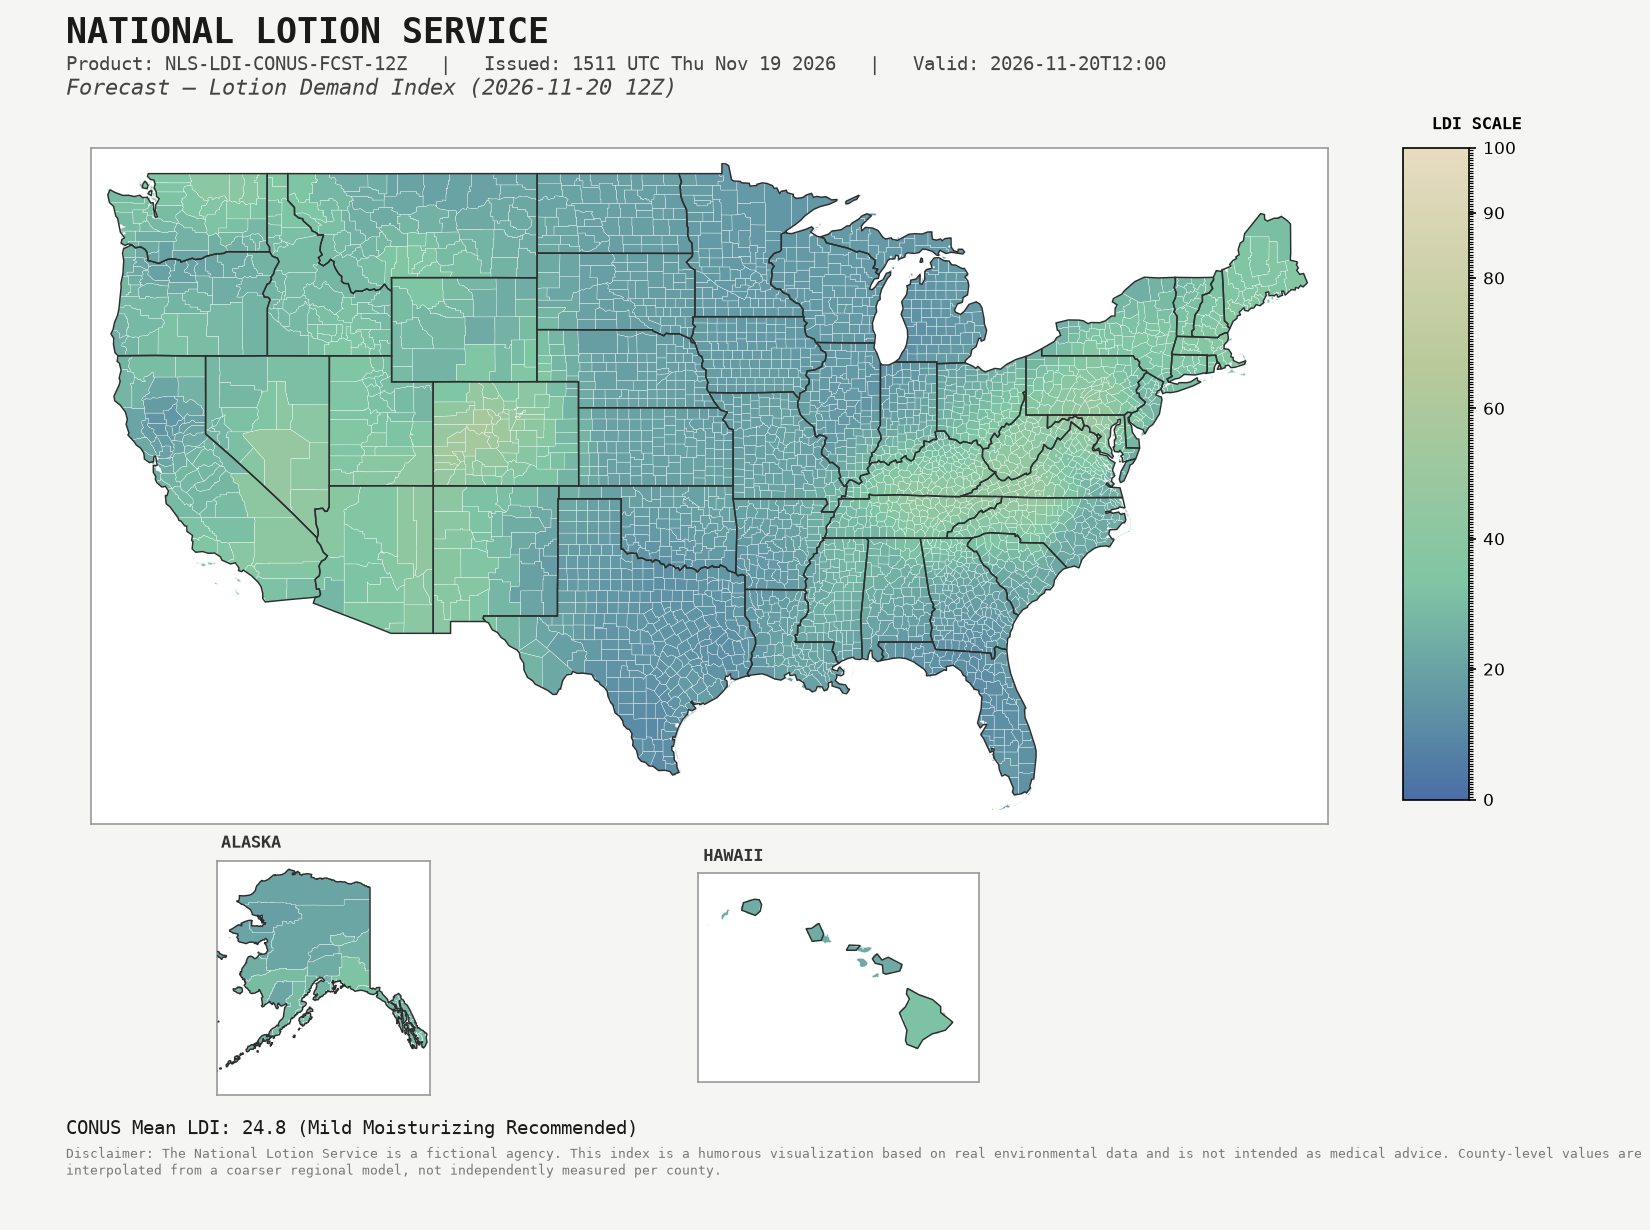 NATIONAL LOTION SERVICE
Product: NLS-LDI-CONUS-FCST-12Z | Issued: 1511 UTC Thu Nov 19 2026 | Valid: 2026-11-20T12:00
Forecast — Lotion Demand Index (2026-11-20 12Z)
LDI SCALE
100
90
80
60
40
20
0
ALASKA
HAWAII
CONUS Mean LDI: 24.8 (Mild Moisturizing Recommended)
Disclaimer: The National Lotion Service is a fictional agency. This index is a humorous visualization based on real environmental data and is not intended as medical advice. County-level values are
interpolated from a coarser regional model, not independently measured per county.